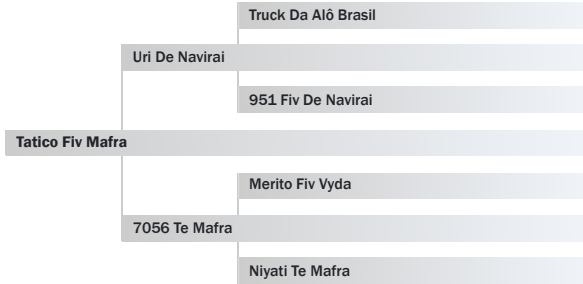 Truck Da Alô Brasil
Uri De Navirai
951 Fiv De Navirai
Tatico Fiv Mafra
Merito Fiv Vyda
7056 Te Mafra
Niyati Te Mafra